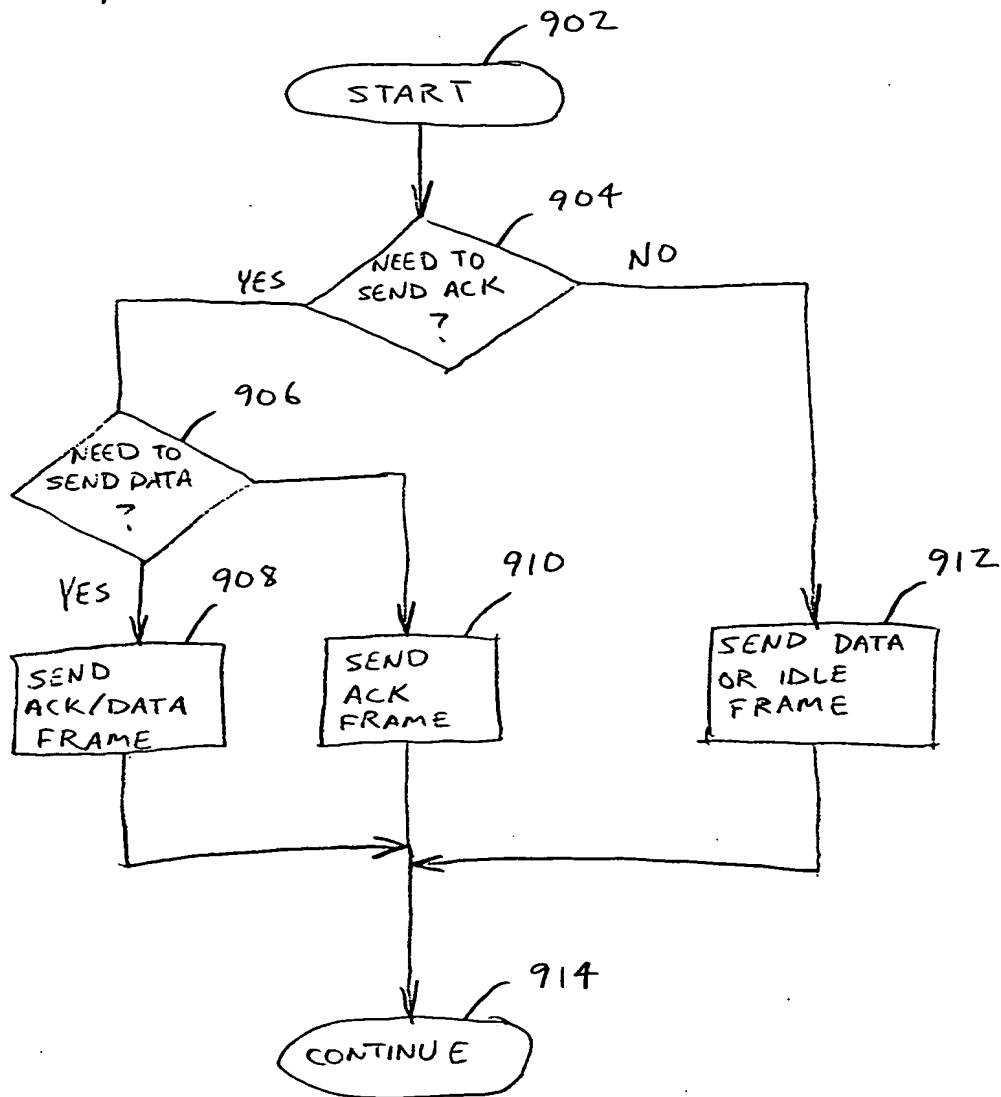 902
START
904
NEED TO
SEND ACK
?
YES
NO
906
NEED TO
SEND DATA
?
YES
908
SEND
ACK/DATA
FRAME
910
SEND
ACK
FRAME
912
SEND DATA
OR IDLE
FRAME
914
CONTINUE